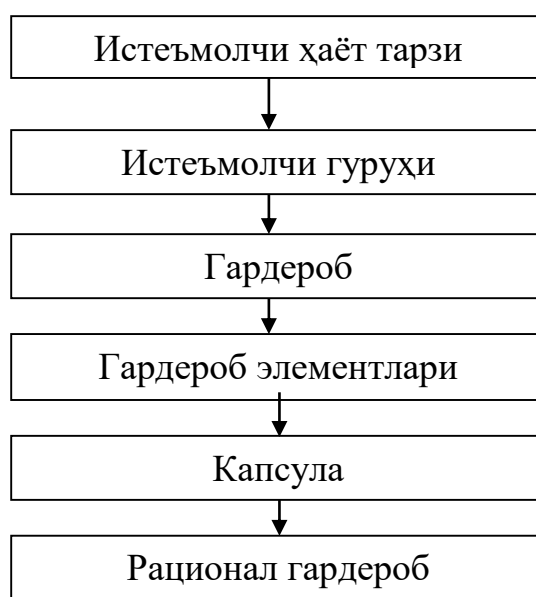 Истеъмолчи ҳаёт тарзи
Истеъмолчи гуруҳи
Гардероб
Гардероб элементлари
Капсула
Рационал гардероб